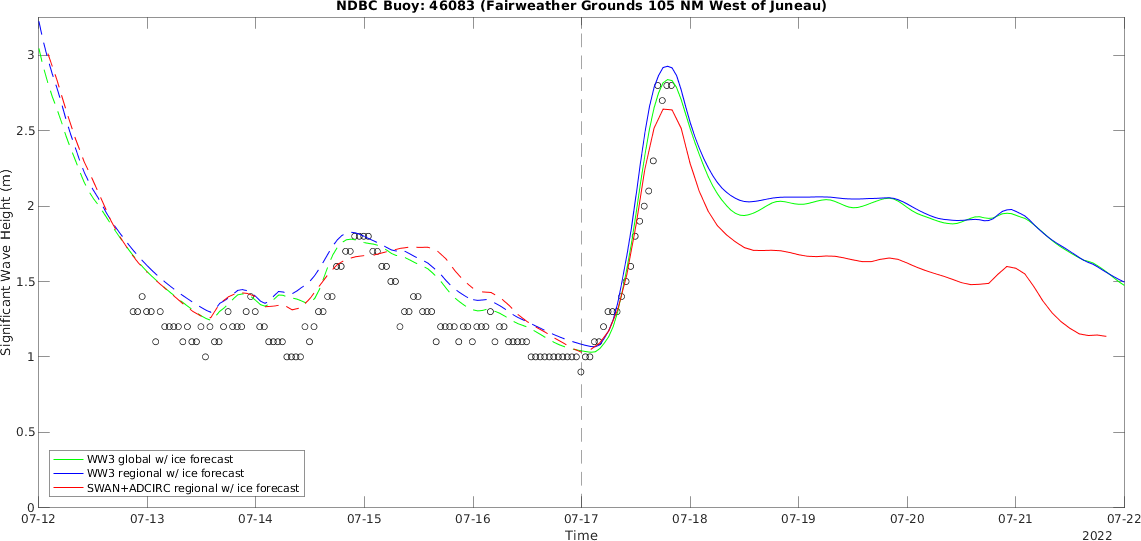 NDBC Buoy: 46083 (Fairweather Grounds 105 NM West of Juneau)
Significant Wave Height (m)
3
2.5
2
1.5
1
0.5
0
WW3 global w/ ice forecast
WW3 regional w/ ice forecast
SWAN+ADCIRC regional w/ ice forecast
07-12 07-13 07-14 07-15 07-16 07-17 07-18 07-19 07-20 07-21 07-22
Time
2022